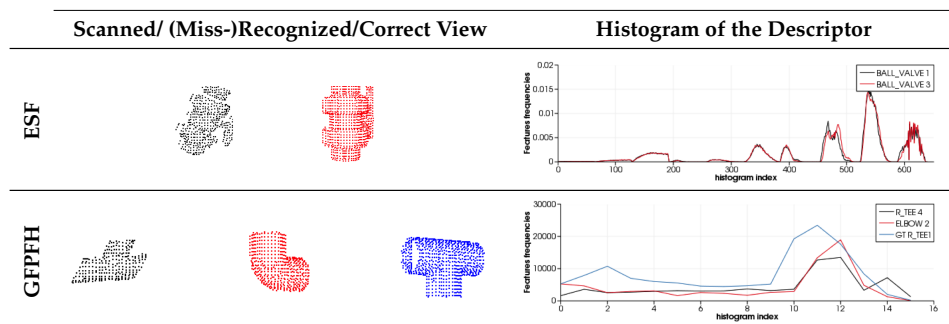 Scanned/ (Miss-)Recognized/Correct View
Histogram of the Descriptor
ESF
Features frequencies
0.02
0.015
0.01
0.005
0
0
100
200
300
400
500
600
histogram index
BALL_VALVE 1
BALL_VALVE 3
GFPFH
Features frequencies
30000
20000
10000
0
0
2
4
6
8
10
12
14
16
histogram index
R_TEE 4
ELBOW 2
GT R_TEE1